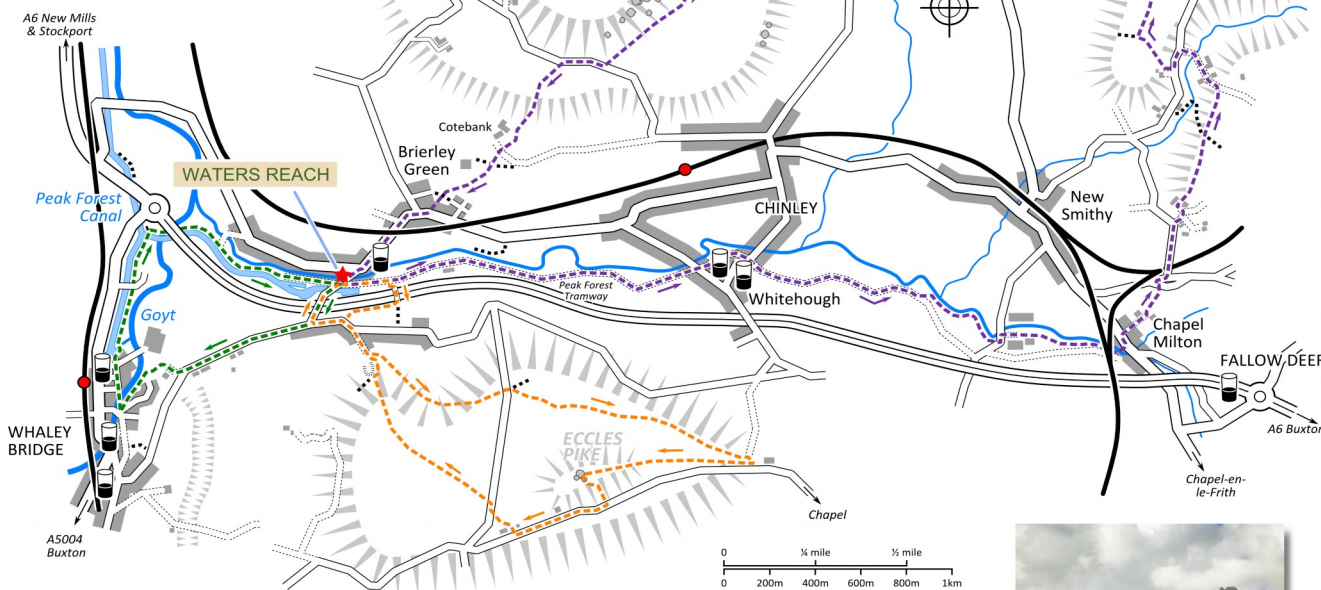 A6 New Mills
& Stockport
Cotebank
Brierley
Green
WATERS REACH
Peak Forest
Canal
CHINLEY
New
Smithy
Peak Forest
Tramway
Whitehough
Goyt
Chapel
Milton
FALLOW DEER
A6 Buxton
WHALEY
BRIDGE
ECCLES
PIKE
Chapel-en-
le-Frith
Chapel
A5004
Buxton
0 ¼ mile ½ mile
0 200m 400m 600m 800m 1km